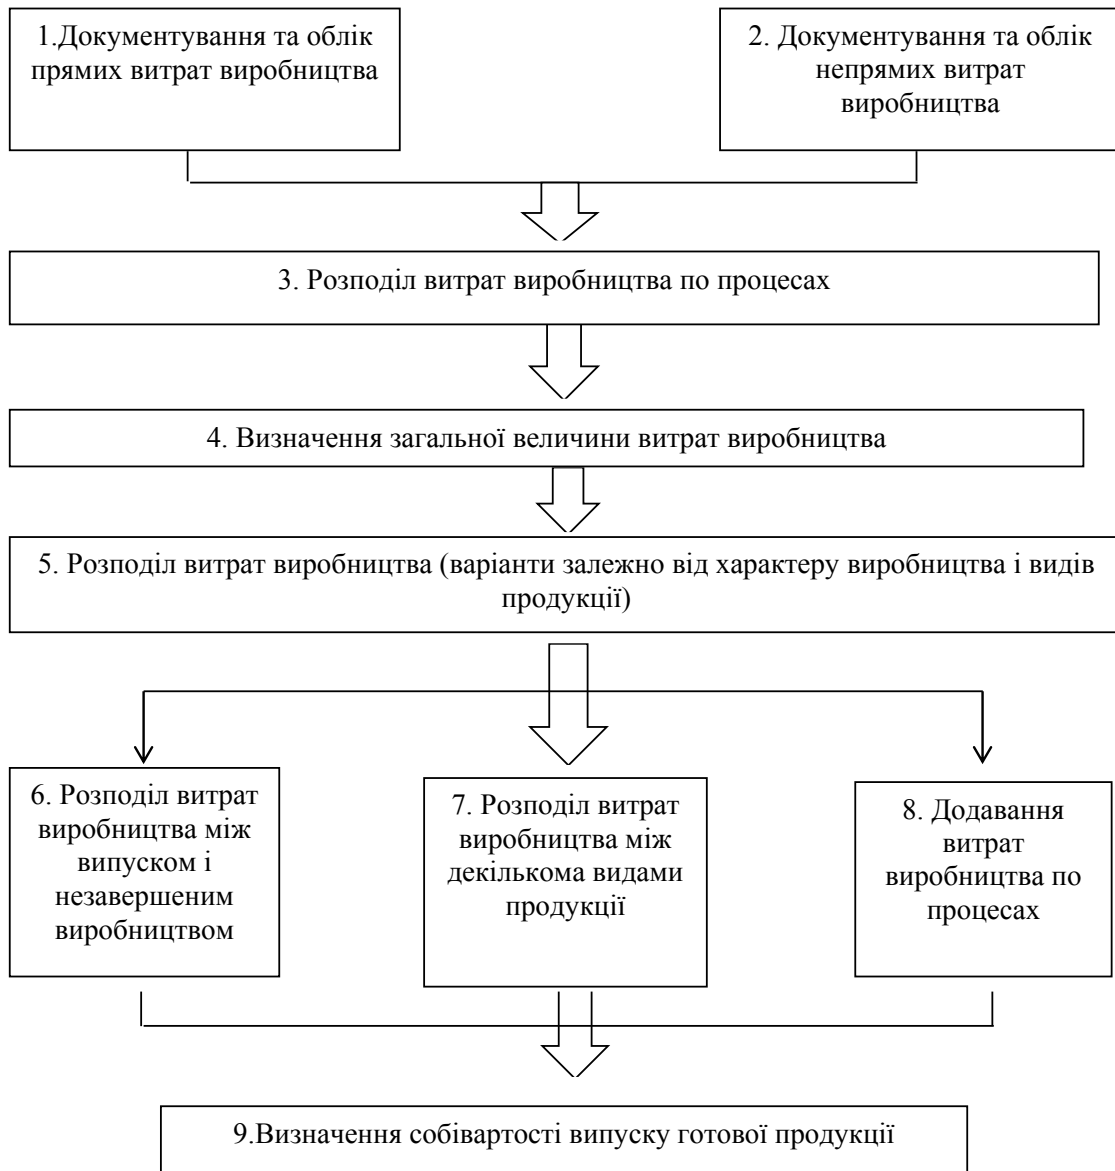 1.Документування та облік
прямих витрат виробництва
2. Документування та облік
непрямих витрат
виробництва
3. Розподіл витрат виробництва по процесах
4. Визначення загальної величини витрат виробництва
5. Розподіл витрат виробництва (варіанти залежно від характеру виробництва і видів
продукції)
6. Розподіл витрат
виробництва між
випуском і
незавершеним
виробництвом
7. Розподіл витрат
виробництва між
декількома видами
продукції
8. Додавання
витрат
виробництва по
процесах
9.Визначення собівартості випуску готової продукції